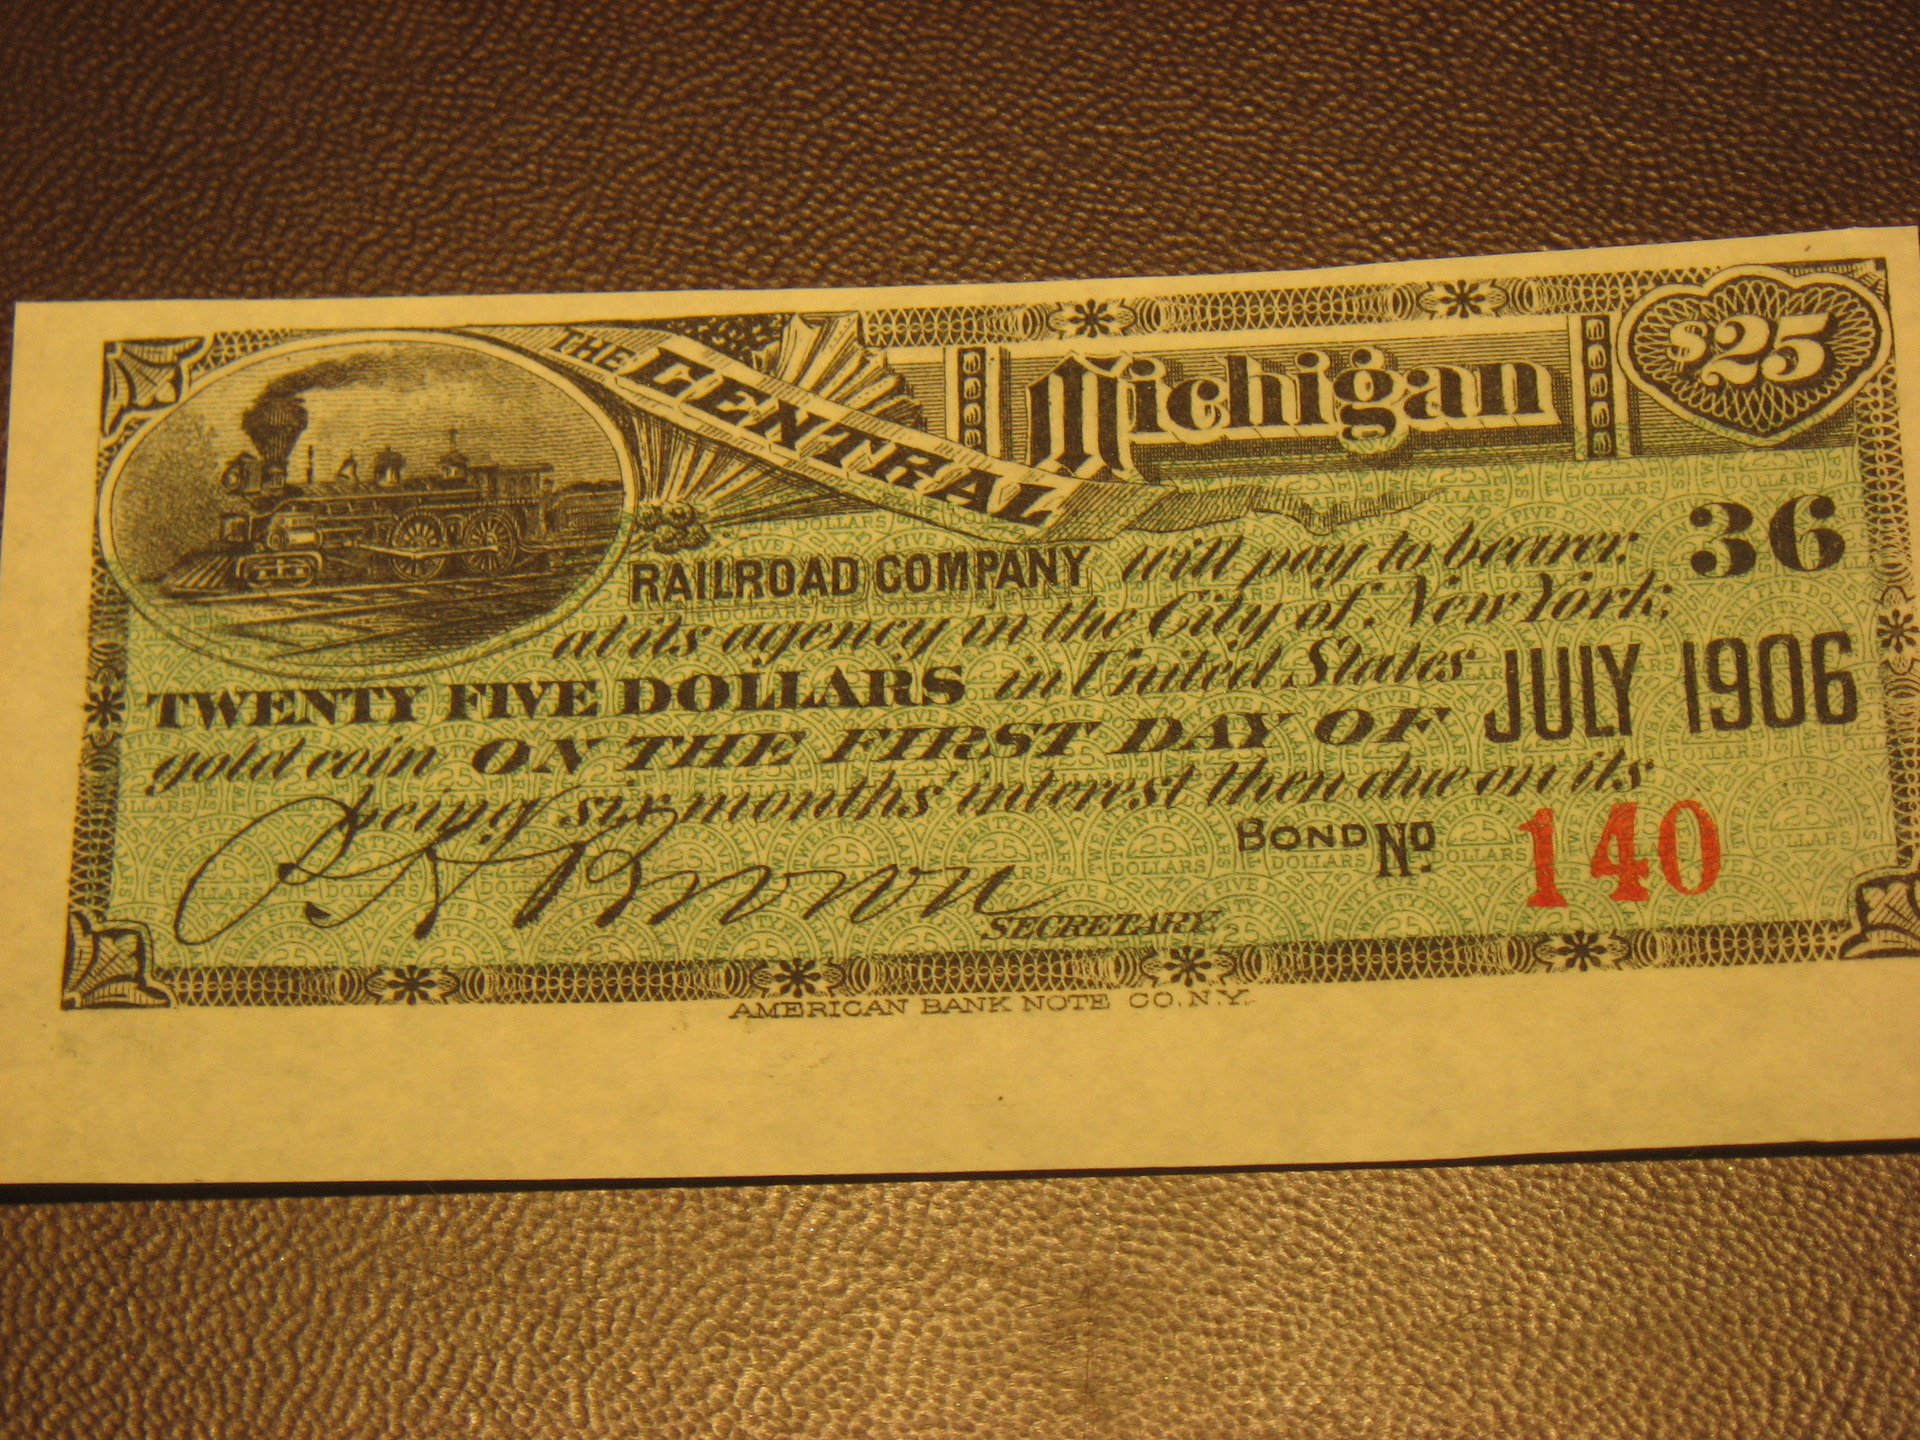 THE CENTRAL Michigan $25
RAILROAD COMPANY will pay to bearer, 36
at its agency in the City of New York,
TWENTY FIVE DOLLARS in United States JULY 1906
gold coin ON THE FIRST DAY OF
being six months' interest then due on its
BOND No. 140
Brown
SECRETARY.
AMERICAN BANK NOTE CO. N.Y.